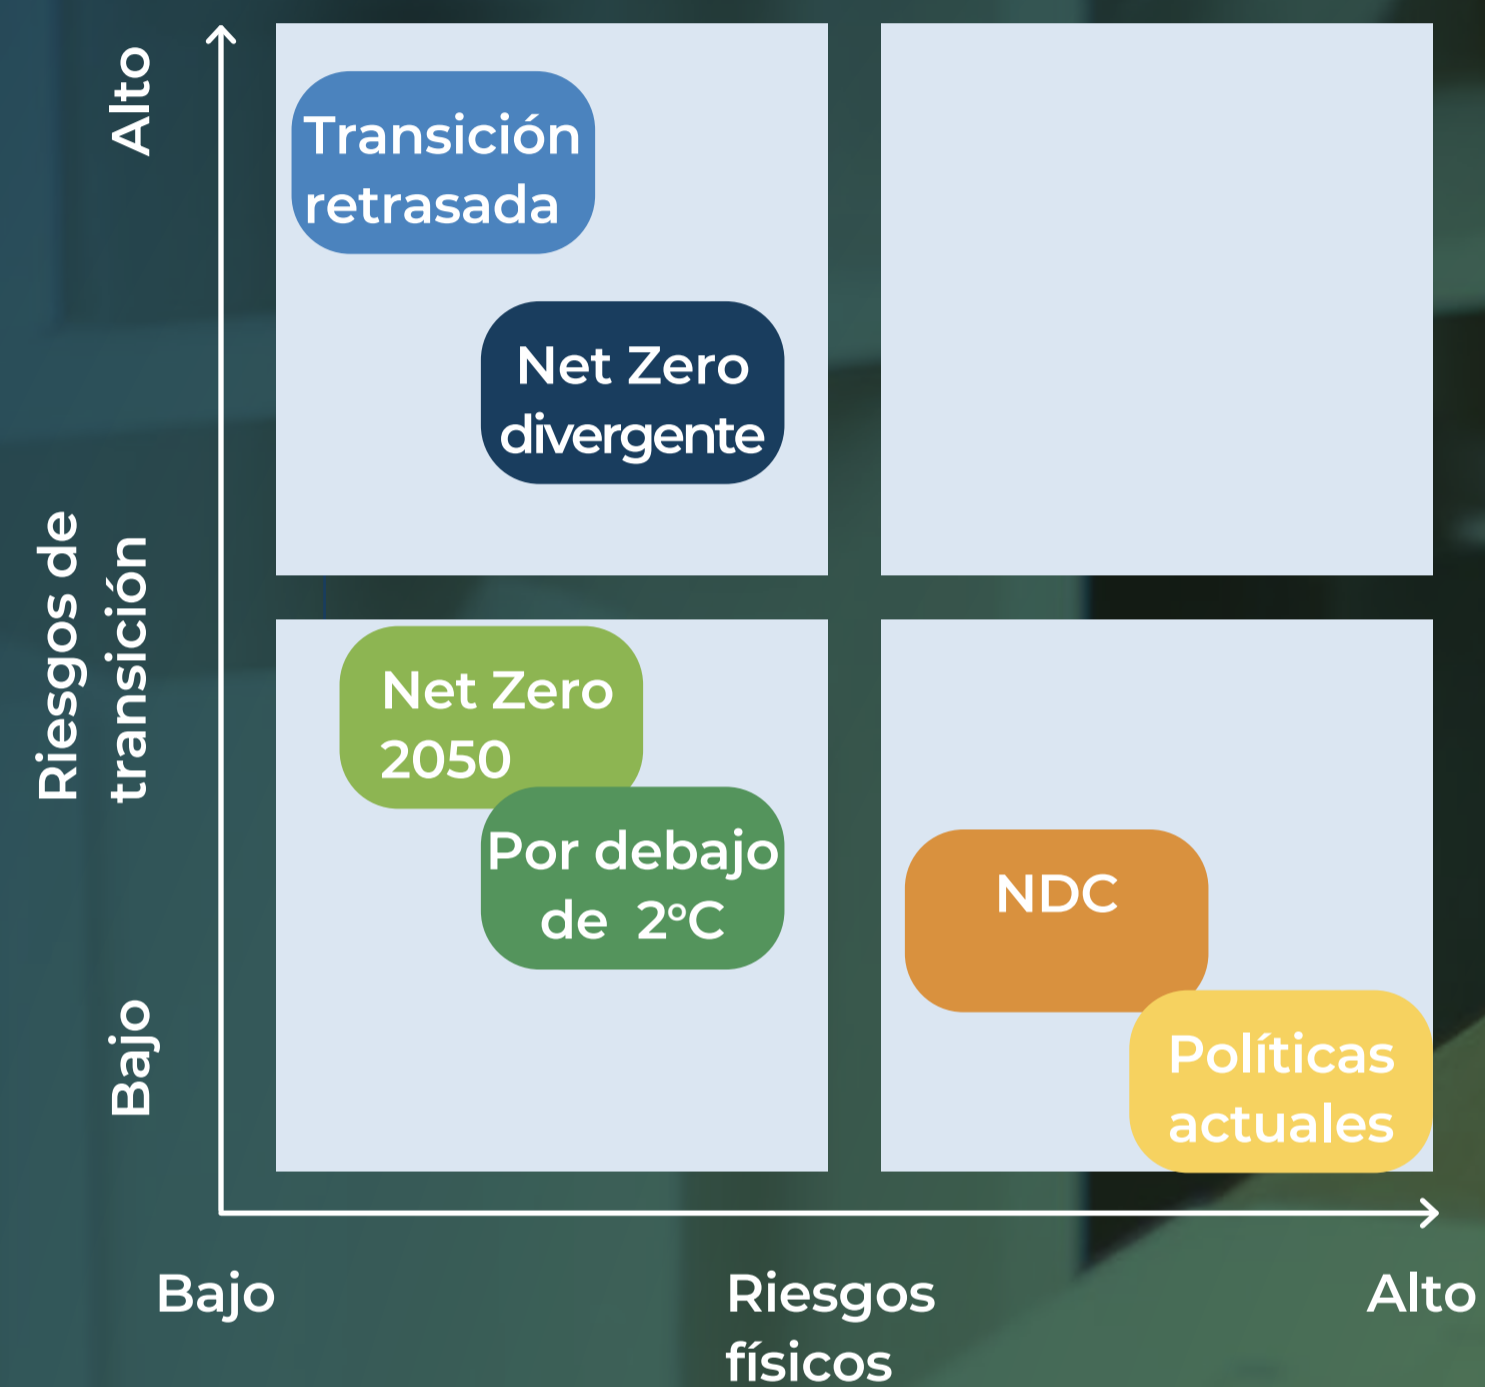 Alto
Transición
retrasada
Net Zero
divergente
Riesgos de
transición
Net Zero
2050
Por debajo
de 2°C
NDC
Políticas
actuales
Bajo
Bajo
Riesgos
físicos
Alto